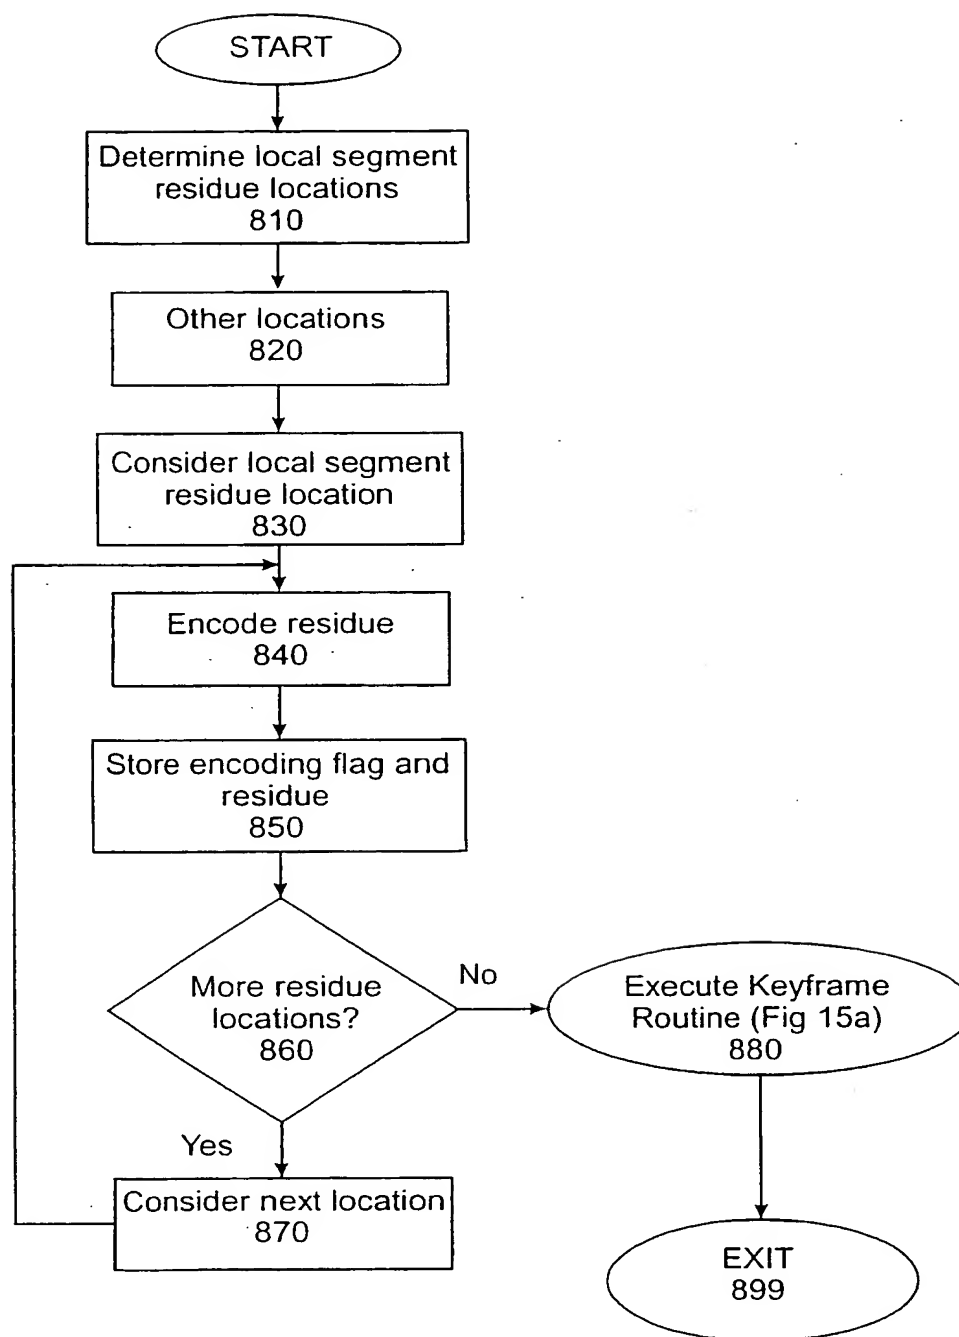 START
Determine local segment
residue locations
810
Other locations
820
Consider local segment
residue location
830
Encode residue
840
Store encoding flag and
residue
850
More residue
locations?
860
No
Execute Keyframe
Routine (Fig 15a)
880
Yes
Consider next location
870
EXIT
899